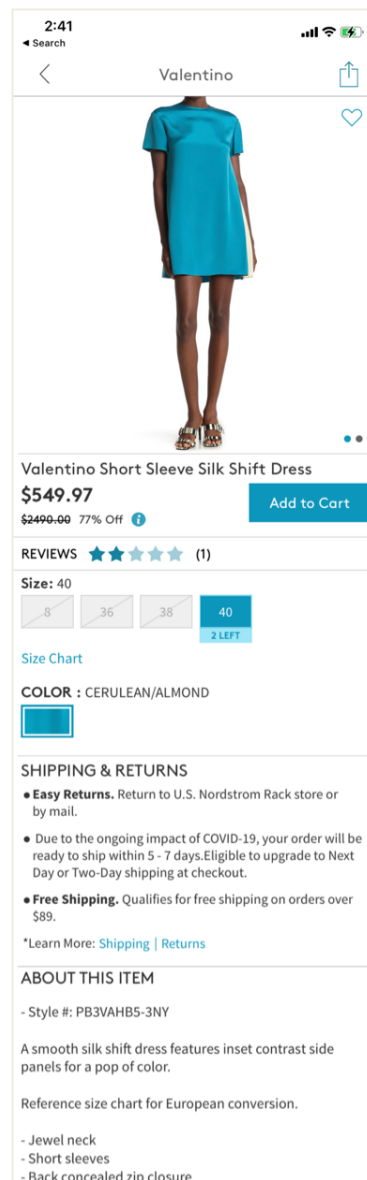 2:41
◀ Search
Valentino
Valentino Short Sleeve Silk Shift Dress
$549.97
Add to Cart
$2490.00 77% Off i
REVIEWS (1)
Size: 40
8 36 38 40
2 LEFT
Size Chart
COLOR : CERULEAN/ALMOND
SHIPPING & RETURNS
• Easy Returns. Return to U.S. Nordstrom Rack store or
by mail.
• Due to the ongoing impact of COVID-19, your order will be
ready to ship within 5 - 7 days.Eligible to upgrade to Next
Day or Two-Day shipping at checkout.
• Free Shipping. Qualifies for free shipping on orders over
$89.
*Learn More: Shipping | Returns
ABOUT THIS ITEM
- Style #: PB3VAHB5-3NY
A smooth silk shift dress features inset contrast side
panels for a pop of color.
Reference size chart for European conversion.
- Jewel neck
- Short sleeves
- Back concealed zip closure